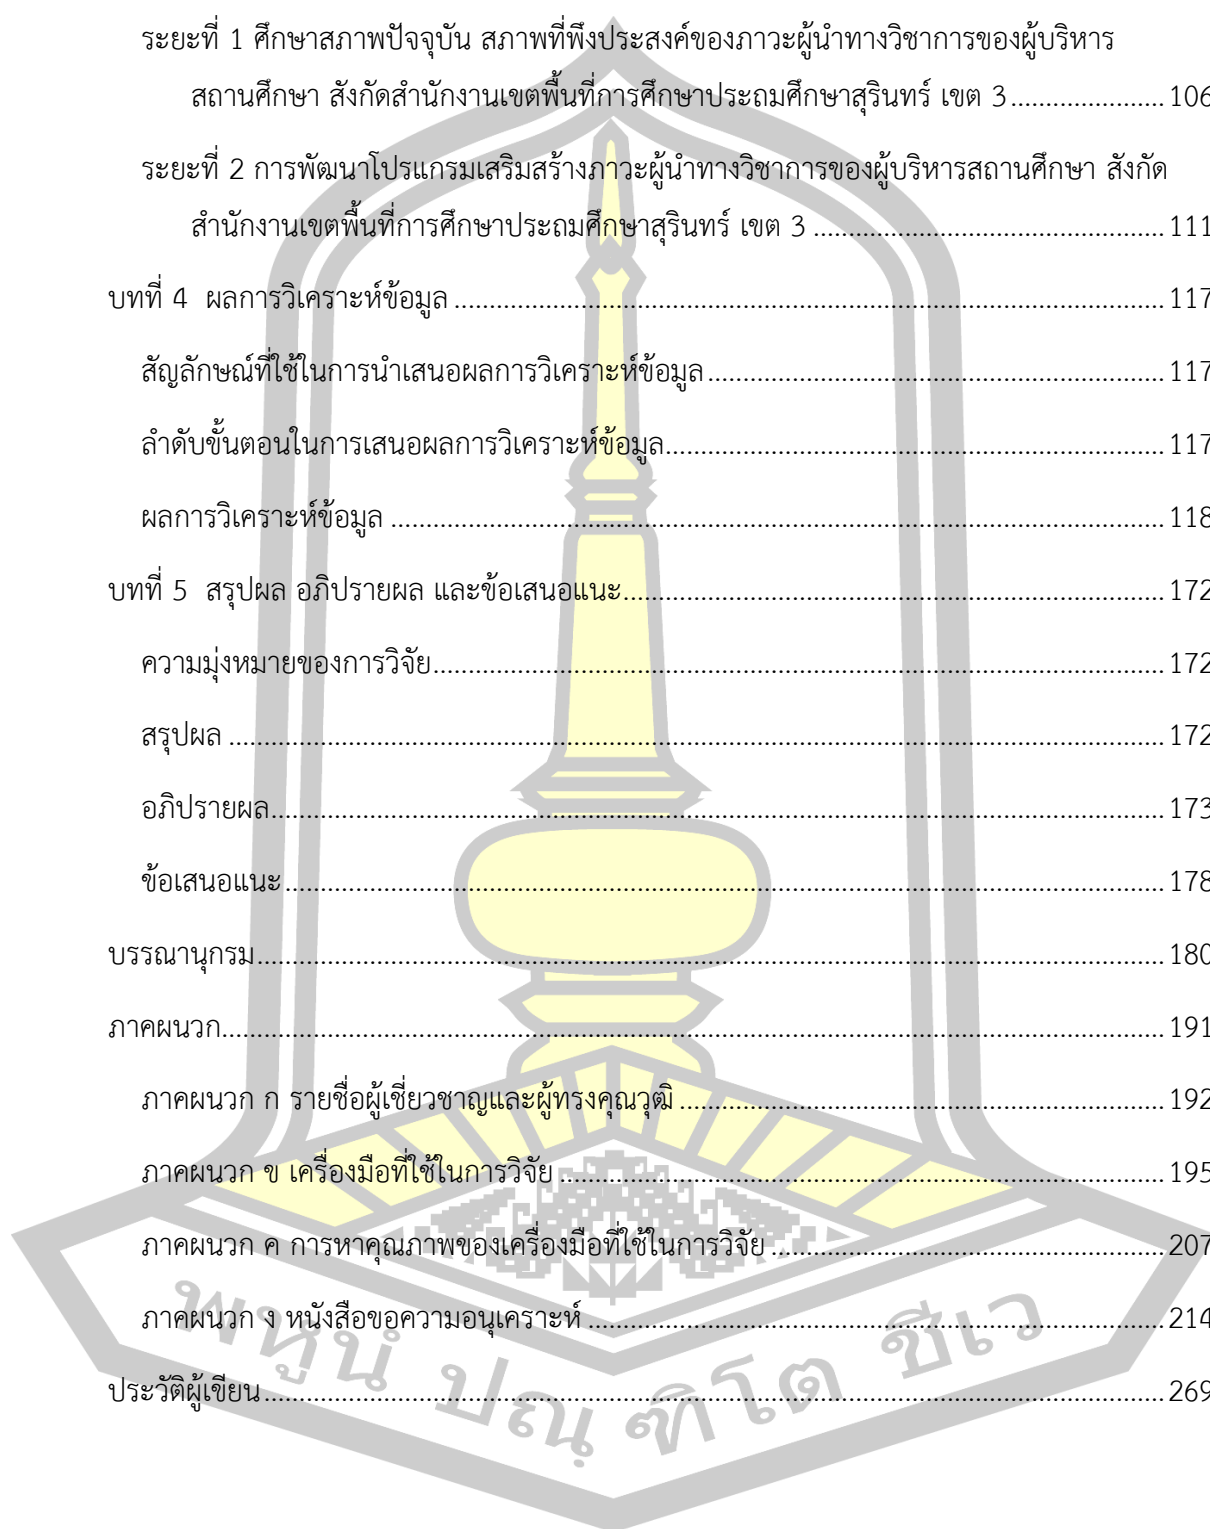 ระยะที่ 1 ศึกษาสภาพปัจจุบัน สภาพที่พึงประสงค์ของภาวะผู้นำทางวิชาการของผู้บริหาร
สถานศึกษา สังกัดสำนักงานเขตพื้นที่การศึกษาประถมศึกษาสุรินทร์ เขต 3 ..................... 106
ระยะที่ 2 การพัฒนาโปรแกรมเสริมสร้างภาวะผู้นำทางวิชาการของผู้บริหารสถานศึกษา สังกัด
สำนักงานเขตพื้นที่การศึกษาประถมศึกษาสุรินทร์ เขต 3 ................................................ 111
บทที่ 4 ผลการวิเคราะห์ข้อมูล ................................................................................................. 117
สัญลักษณ์ที่ใช้ในการนำเสนอผลการวิเคราะห์ข้อมูล .............................................................. 117
ลำดับขั้นตอนในการเสนอผลการวิเคราะห์ข้อมูล.................................................................... 117
ผลการวิเคราะห์ข้อมูล .......................................................................................................... 118
บทที่ 5 สรุปผล อภิปรายผล และข้อเสนอแนะ......................................................................... 172
ความมุ่งหมายของการวิจัย.................................................................................................... 172
สรุปผล ................................................................................................................................ 172
อภิปรายผล........................................................................................................................... 173
ข้อเสนอแนะ......................................................................................................................... 178
บรรณานุกรม............................................................................................................................ 180
ภาคผนวก................................................................................................................................. 191
ภาคผนวก ก รายชื่อผู้เชี่ยวชาญและผู้ทรงคุณวุฒิ .................................................................. 192
ภาคผนวก ข เครื่องมือที่ใช้ในการวิจัย ................................................................................... 195
ภาคผนวก ค การหาคุณภาพของเครื่องมือที่ใช้ในการวิจัย ...................................................... 207
ภาคผนวก ง หนังสือขอความอนุเคราะห์ ............................................................................... 214
ประวัติผู้เขียน........................................................................................................................... 269
พหูนํ ปณฺฑิโต ชีเว